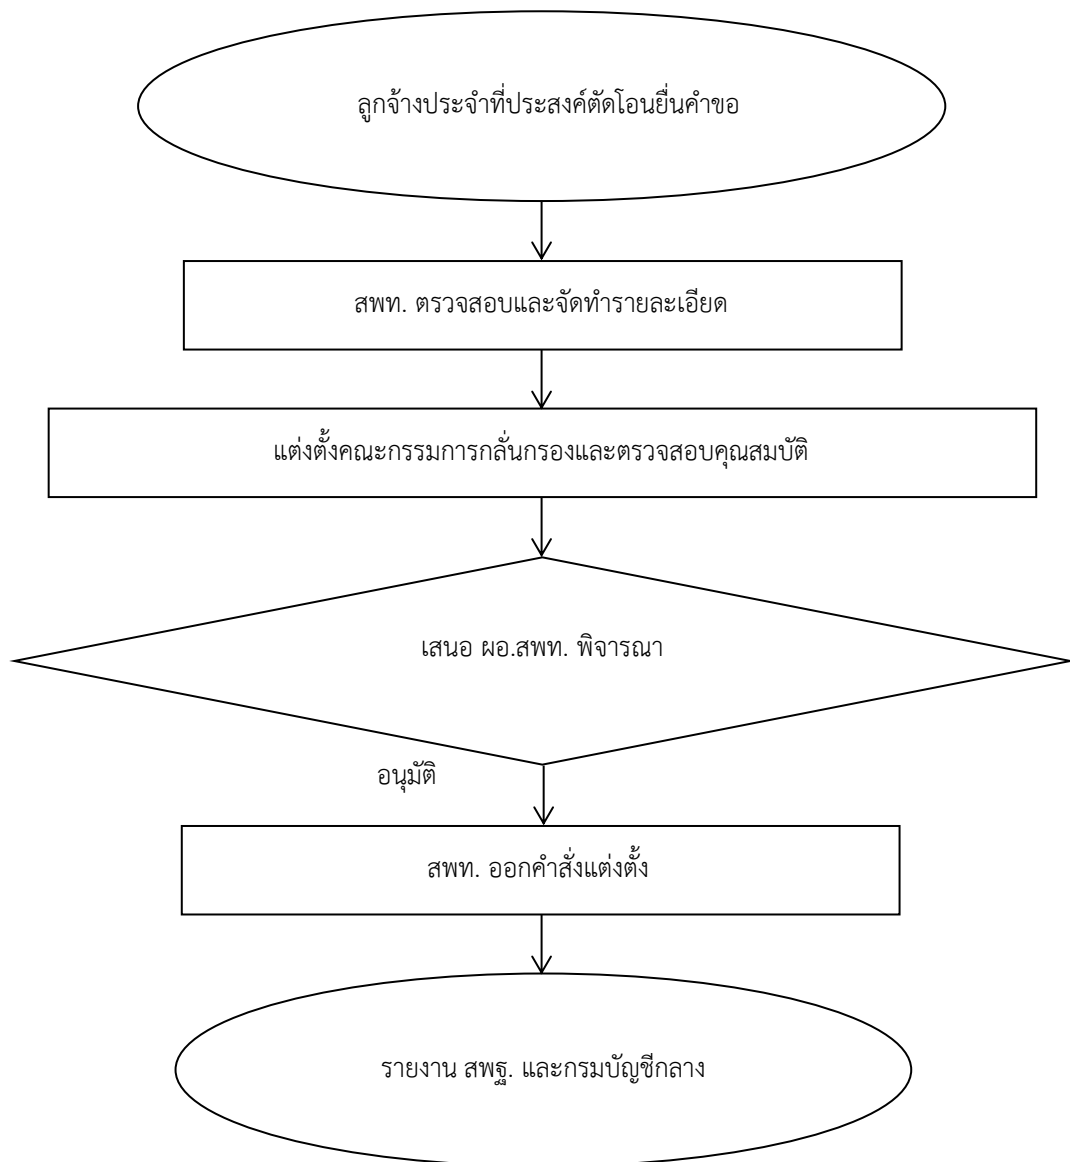 ลูกจ้างประจำที่ประสงค์ตัดโอนยื่นคำขอ
สพท. ตรวจสอบและจัดทำรายละเอียด
แต่งตั้งคณะกรรมการกลั่นกรองและตรวจสอบคุณสมบัติ
เสนอ ผอ.สพท. พิจารณา
อนุมัติ
สพท. ออกคำสั่งแต่งตั้ง
รายงาน สพฐ. และกรมบัญชีกลาง